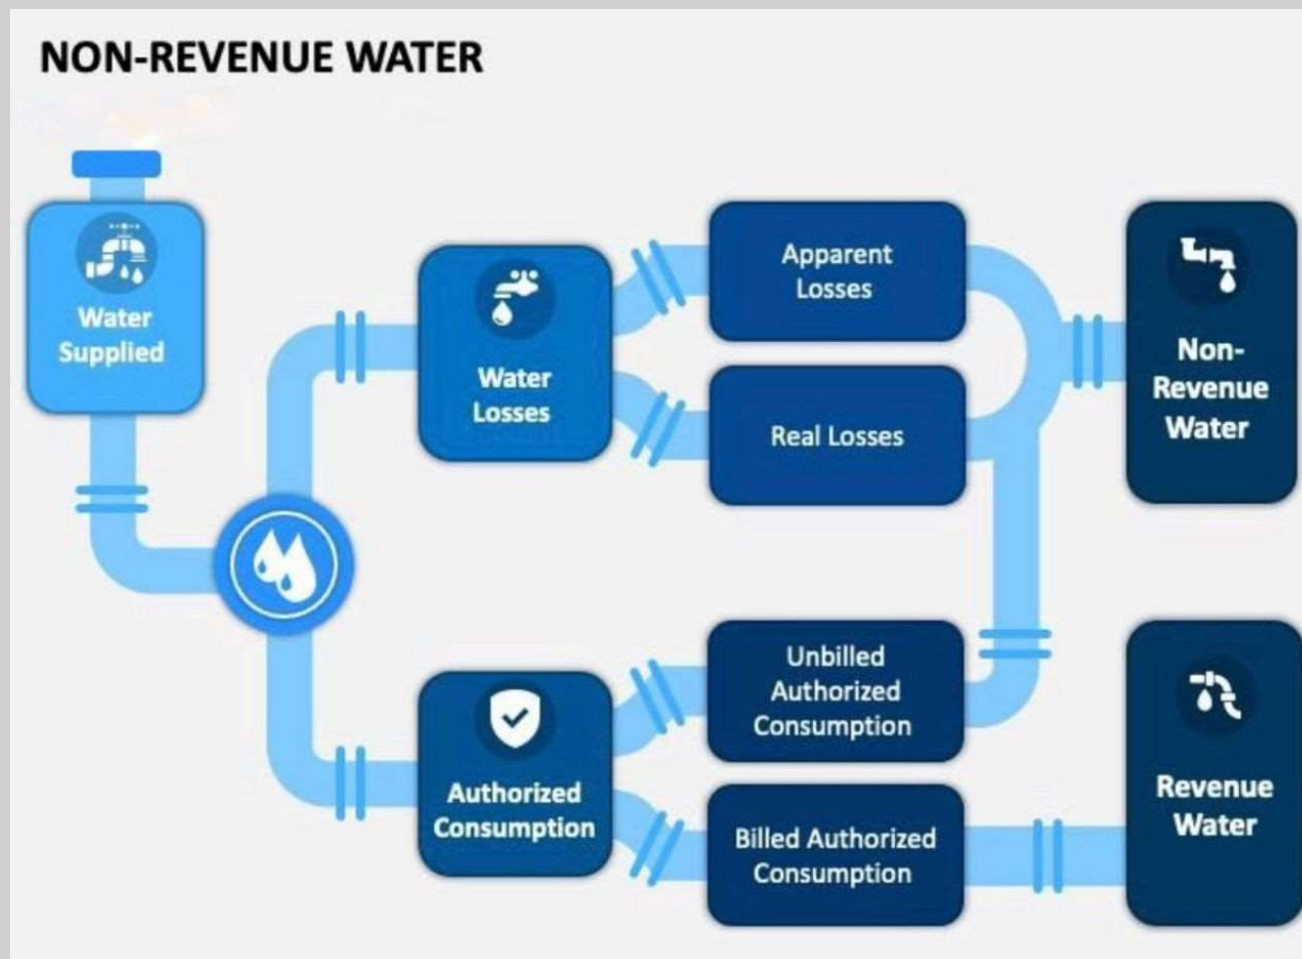 NON-REVENUE WATER
Water
Supplied
Water
Losses
Apparent
Losses
Real Losses
Non-
Revenue
Water
Authorized
Consumption
Unbilled
Authorized
Consumption
Billed Authorized
Consumption
Revenue
Water